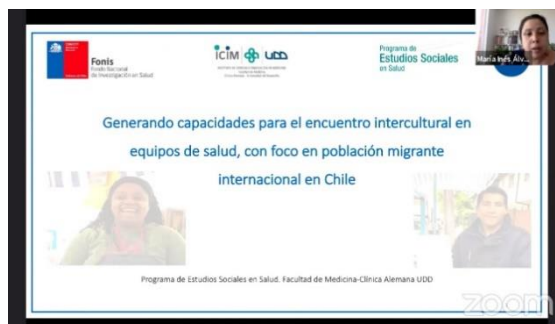 Fonis
Fondo Nacional
de Investigación en Salud
iCiM UDD
Programa de
Estudios Sociales
en Salud
María Inés Álv...
Generando capacidades para el encuentro intercultural en
equipos de salud, con foco en población migrante
internacional en Chile
Programa de Estudios Sociales en Salud. Facultad de Medicina-Clínica Alemana UDD
zoom